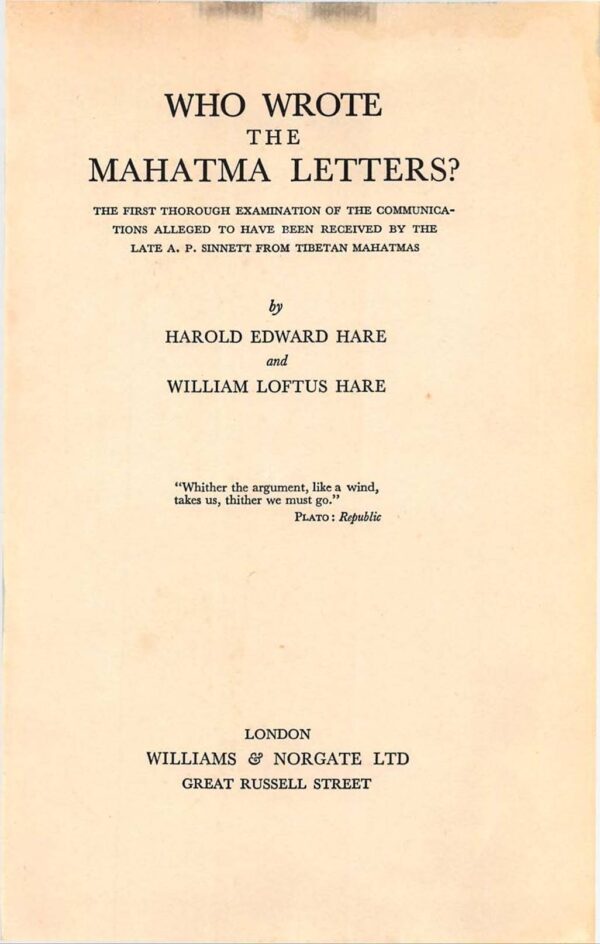 WHO WROTE
THE
MAHATMA LETTERS?
THE FIRST THOROUGH EXAMINATION OF THE COMMUNICA-
TIONS ALLEGED TO HAVE BEEN RECEIVED BY THE
LATE A. P. SINNETT FROM TIBETAN MAHATMAS
by
HAROLD EDWARD HARE
and
WILLIAM LOFTUS HARE
"Whither the argument, like a wind,
takes us, thither we must go."
PLATO: Republic
LONDON
WILLIAMS & NORGATE LTD
GREAT RUSSELL STREET